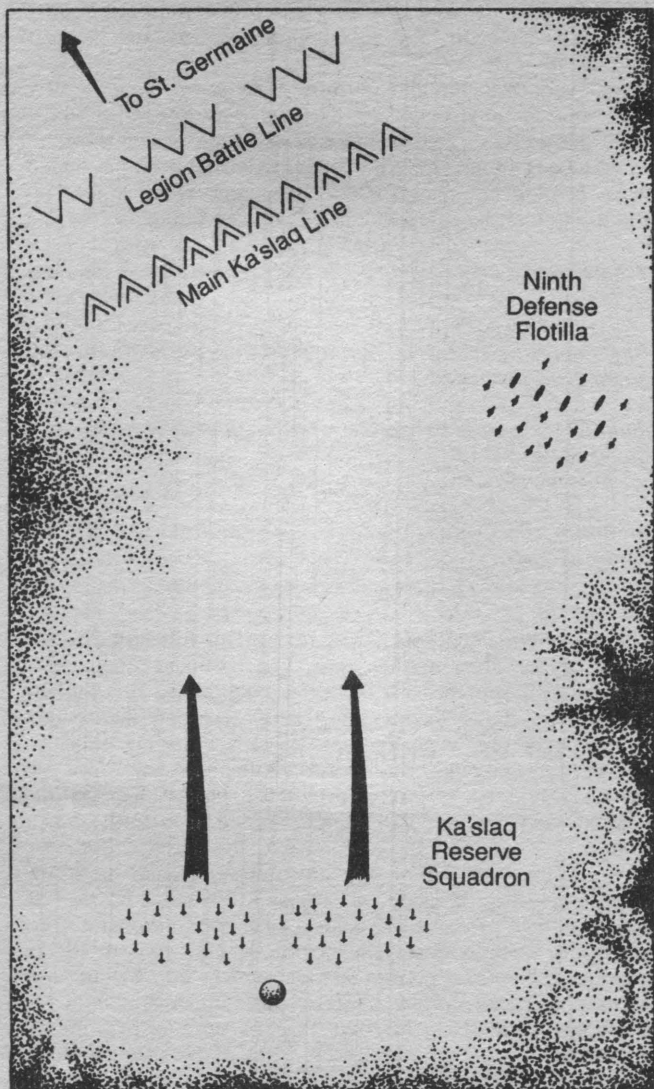 To St. Germaine
Legion Battle Line
Main Ka'slaq Line
Ninth
Defense
Flotilla
Ka'slaq
Reserve
Squadron